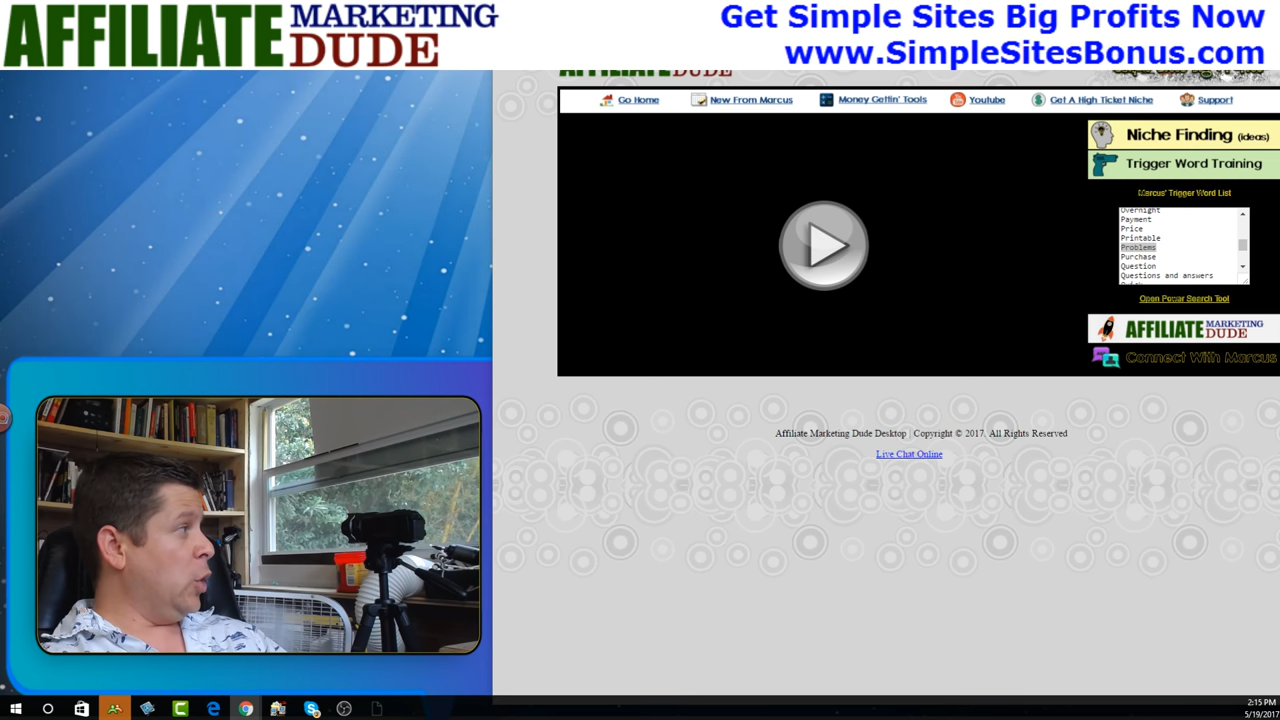 AFFILIATE MARKETING DUDE
Get Simple Sites Big Profits Now
www.SimpleSitesBonus.com
Go Home
New From Marcus
Money Gettin' Tools
Youtube
Get A High Ticket Niche
Support
Niche Finding (ideas)
Trigger Word Training
Marcus' Trigger Word List
Overnight
Payment
Price
Printable
Problems
Purchase
Question
Questions and answers
Open Power Search Tool
AFFILIATE MARKETING DUDE
Connect With Marcus
Affiliate Marketing Dude Desktop | Copyright © 2017. All Rights Reserved
Live Chat Online
2:15 PM
5/19/2017